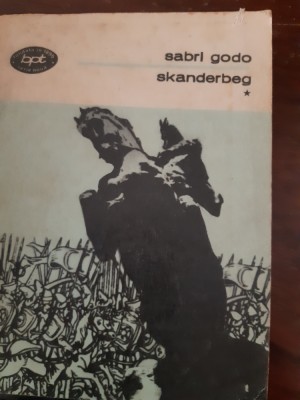 bpt
sabri godo
skanderbeg
*